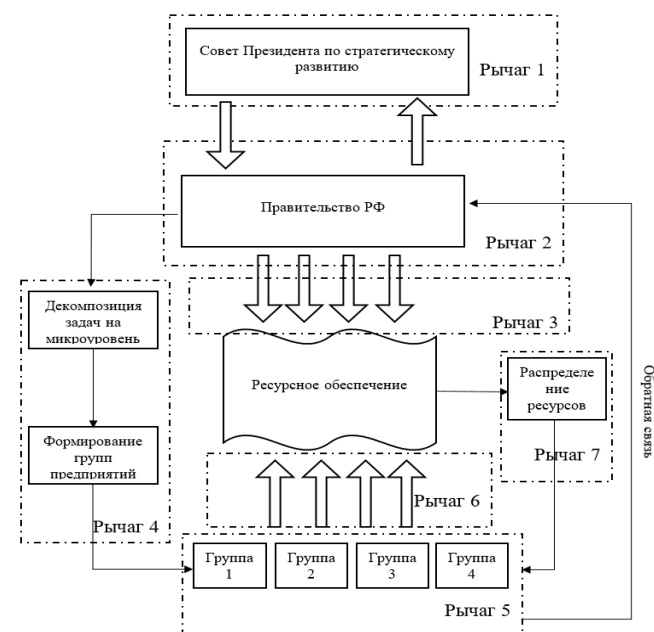 Совет Президента по стратегическому
развитию
Рычаг 1
Правительство РФ
Рычаг 2
Декомпозиция
задач на
микроуровень
Рычаг 3
Ресурсное обеспечение
Распределе
ние
ресурсов
Обратная связь
Формирование
групп
предприятий
Рычаг 7
Рычаг 6
Рычаг 4
Группа
1
Группа
2
Группа
3
Группа
4
Рычаг 5